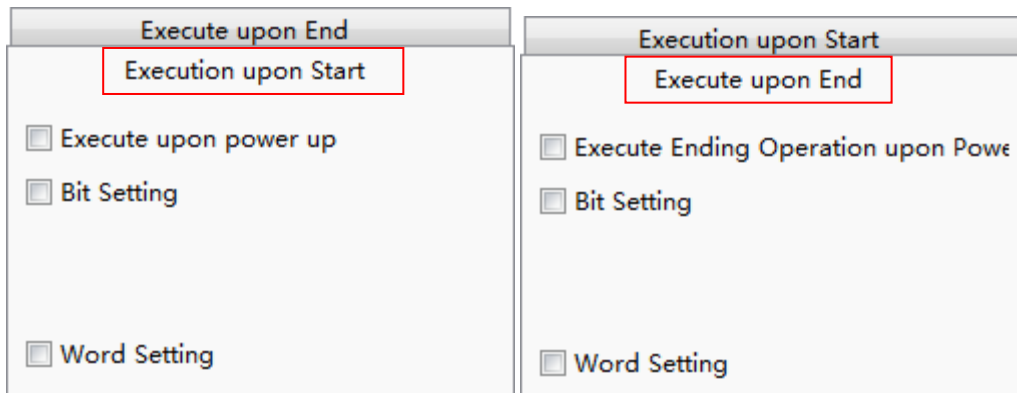 Execute upon End
Execution upon Start
Execute upon power up
Bit Setting
Word Setting
Execution upon Start
Execute upon End
Execute Ending Operation upon Powe
Bit Setting
Word Setting